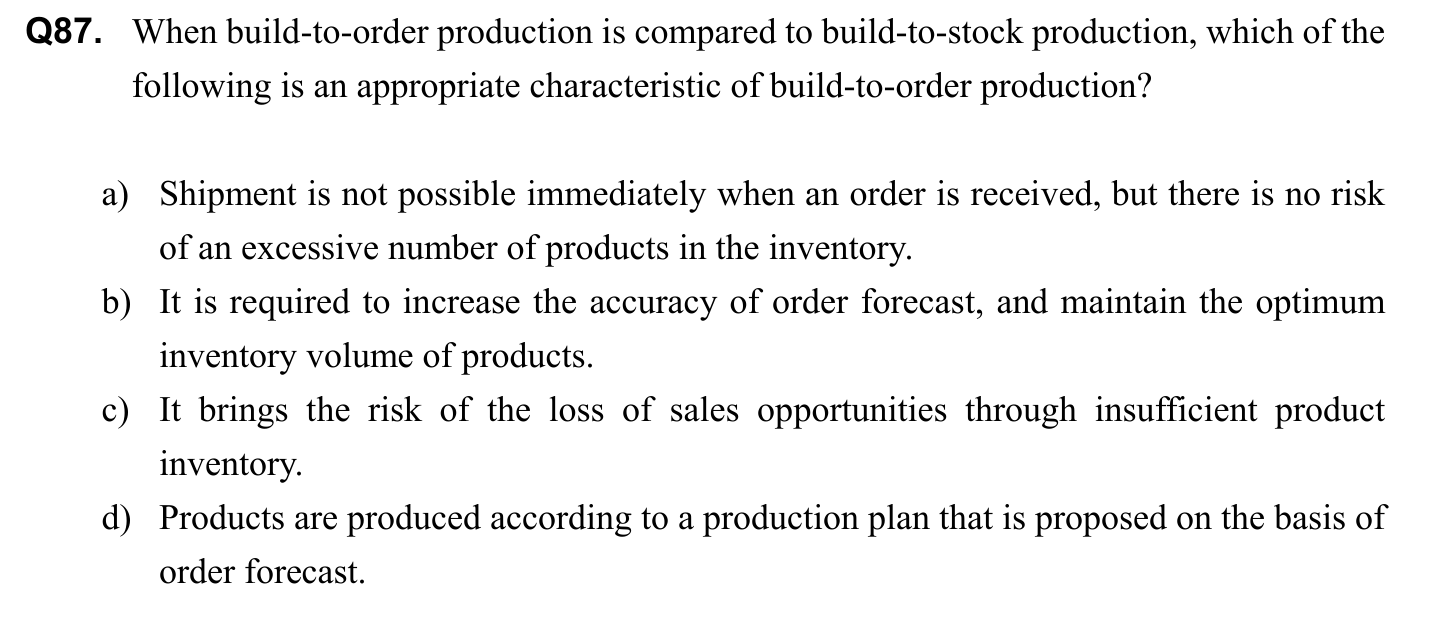 Q87. When build-to-order production is compared to build-to-stock production, which of the
following is an appropriate characteristic of build-to-order production?
a) Shipment is not possible immediately when an order is received, but there is no risk
of an excessive number of products in the inventory.
b) It is required to increase the accuracy of order forecast, and maintain the optimum
inventory volume of products.
c) It brings the risk of the loss of sales opportunities through insufficient product
inventory.
d) Products are produced according to a production plan that is proposed on the basis of
order forecast.